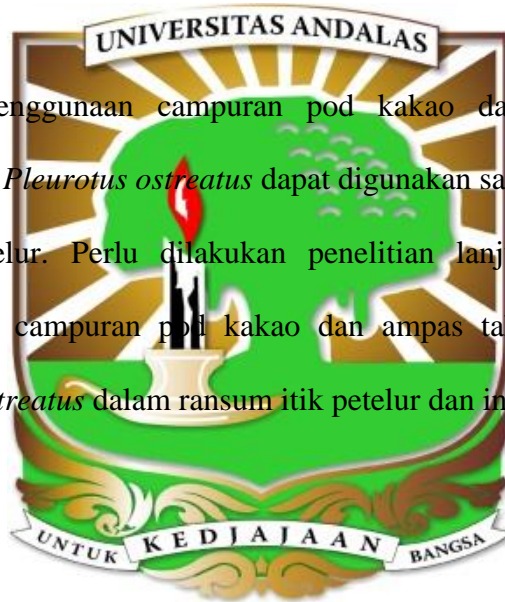 UNIVERSITAS ANDALAS
enggunaan campuran pod kakao da
Pleurotus ostreatus dapat digunakan sa
elur. Perlu dilakukan penelitian lanj
campuran pod kakao dan ampas ta
treatus dalam ransum itik petelur dan in
UNTUK KEDJAJAAN BANGSA